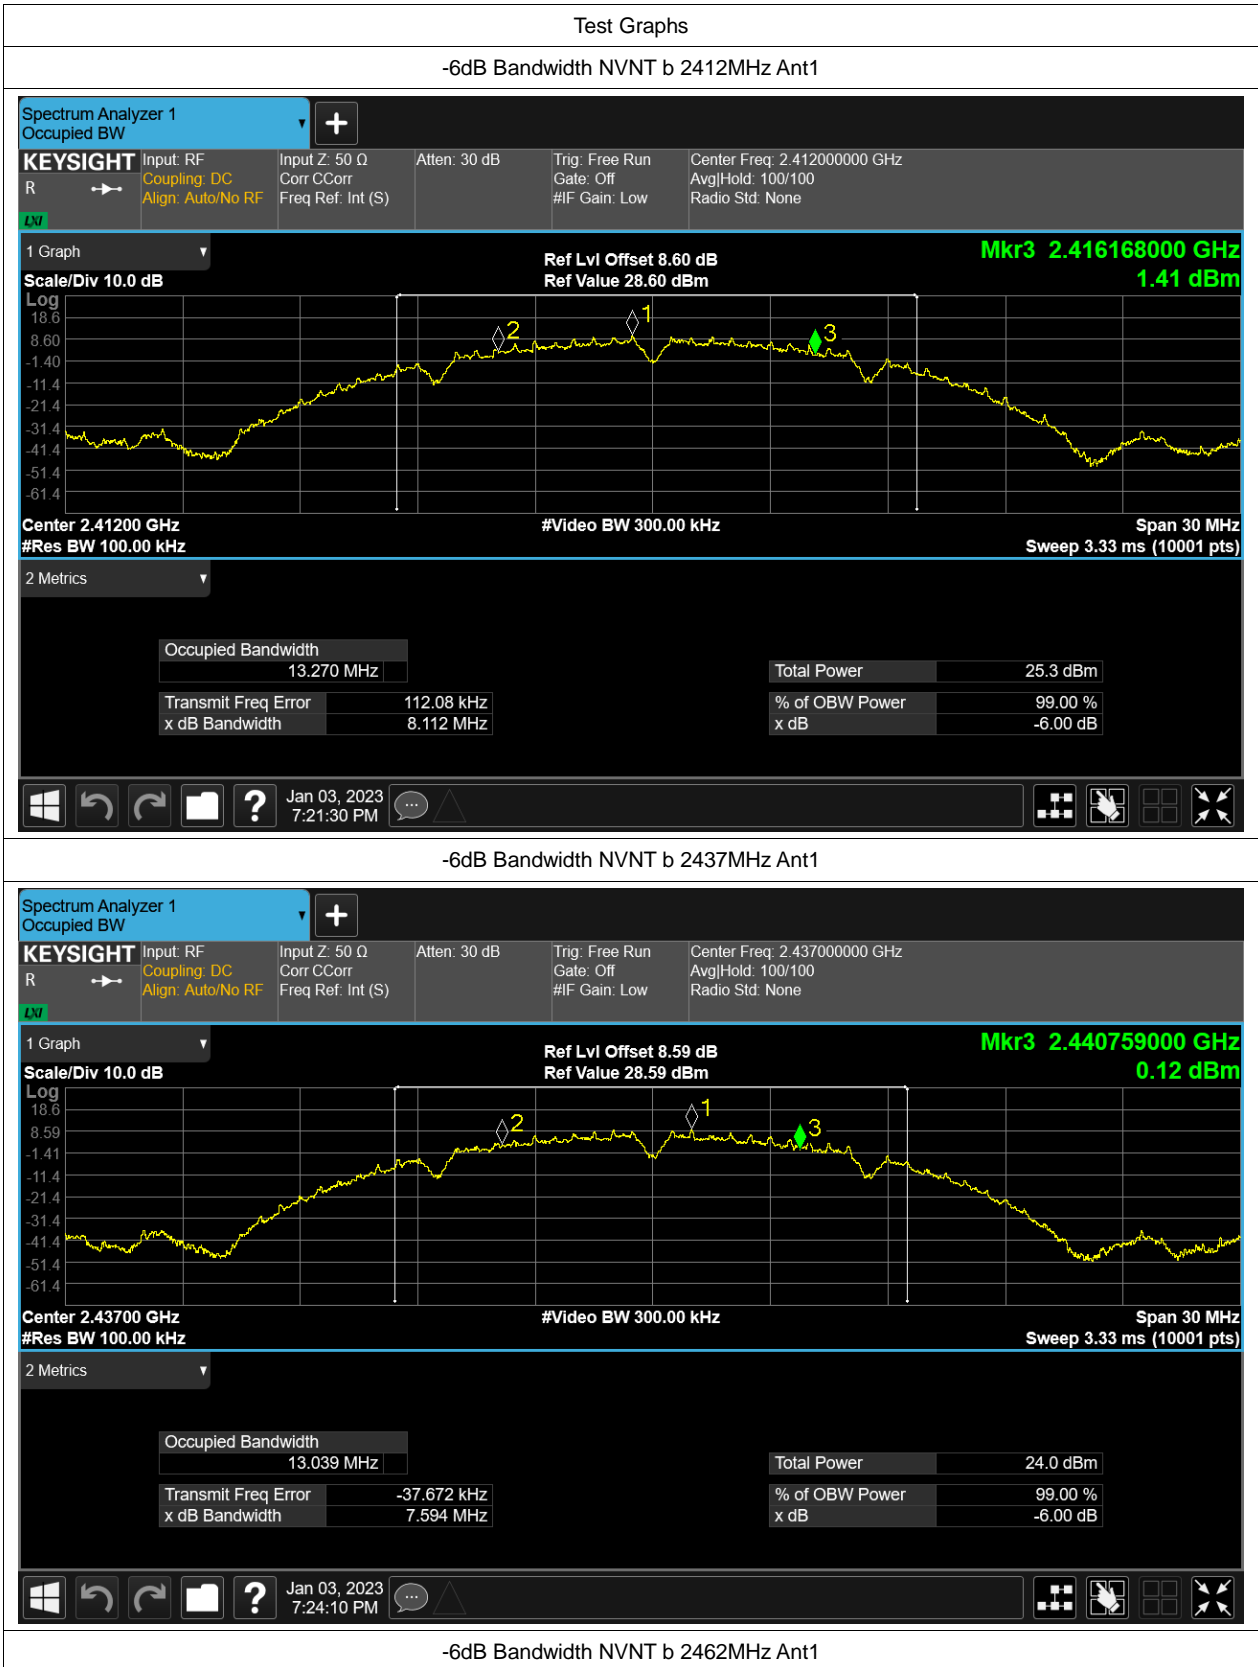 Test Graphs
-6dB Bandwidth NVNT b 2412MHz Ant1
Spectrum Analyzer 1
Occupied BW
KEYSIGHT Input: RF Input Z: 50 Ω Atten: 30 dB Trig: Free Run Center Freq: 2.412000000 GHz
R Coupling: DC Corr CCorr Gate: Off Avg|Hold: 100/100
Align: Auto/No RF Freq Ref: Int (S) #IF Gain: Low Radio Std: None
LXI
1 Graph Ref Lvl Offset 8.60 dB Mkr3 2.416168000 GHz
Scale/Div 10.0 dB Ref Value 28.60 dBm 1.41 dBm
Log
18.6
8.60
-1.40
-11.4
-21.4
-31.4
-41.4
-51.4
-61.4
2 1 3
Center 2.41200 GHz #Video BW 300.00 kHz Span 30 MHz
#Res BW 100.00 kHz Sweep 3.33 ms (10001 pts)
2 Metrics
Occupied Bandwidth
13.270 MHz Total Power 25.3 dBm
Transmit Freq Error 112.08 kHz % of OBW Power 99.00 %
x dB Bandwidth 8.112 MHz x dB -6.00 dB
Jan 03, 2023
7:21:30 PM
-6dB Bandwidth NVNT b 2437MHz Ant1
Spectrum Analyzer 1
Occupied BW
KEYSIGHT Input: RF Input Z: 50 Ω Atten: 30 dB Trig: Free Run Center Freq: 2.437000000 GHz
R Coupling: DC Corr CCorr Gate: Off Avg|Hold: 100/100
Align: Auto/No RF Freq Ref: Int (S) #IF Gain: Low Radio Std: None
LXI
1 Graph Ref Lvl Offset 8.59 dB Mkr3 2.440759000 GHz
Scale/Div 10.0 dB Ref Value 28.59 dBm 0.12 dBm
Log
18.6
8.59
-1.41
-11.4
-21.4
-31.4
-41.4
-51.4
-61.4
2 1 3
Center 2.43700 GHz #Video BW 300.00 kHz Span 30 MHz
#Res BW 100.00 kHz Sweep 3.33 ms (10001 pts)
2 Metrics
Occupied Bandwidth
13.039 MHz Total Power 24.0 dBm
Transmit Freq Error -37.672 kHz % of OBW Power 99.00 %
x dB Bandwidth 7.594 MHz x dB -6.00 dB
Jan 03, 2023
7:24:10 PM
-6dB Bandwidth NVNT b 2462MHz Ant1